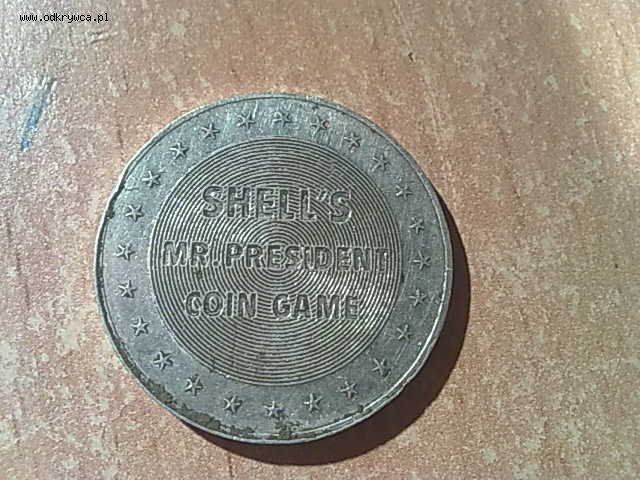 www.odkrywca.pl
SHELL'S
MR. PRESIDENT
COIN GAME